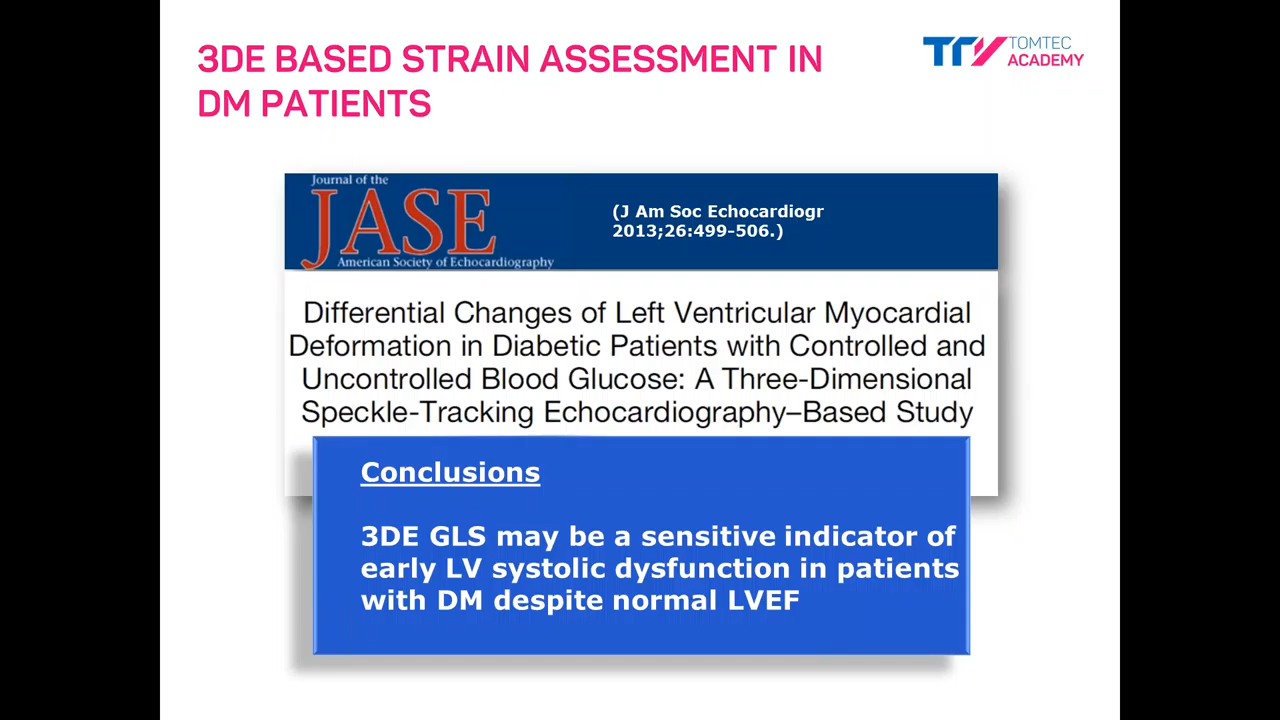 3DE BASED STRAIN ASSESSMENT IN
DM PATIENTS
TOMTEC
ACADEMY
Journal of the
JASE
American Society of Echocardiography
(J Am Soc Echocardiogr
2013;26:499-506.)
Differential Changes of Left Ventricular Myocardial
Deformation in Diabetic Patients with Controlled and
Uncontrolled Blood Glucose: A Three-Dimensional
Speckle-Tracking Echocardiography–Based Study
Conclusions
3DE GLS may be a sensitive indicator of
early LV systolic dysfunction in patients
with DM despite normal LVEF